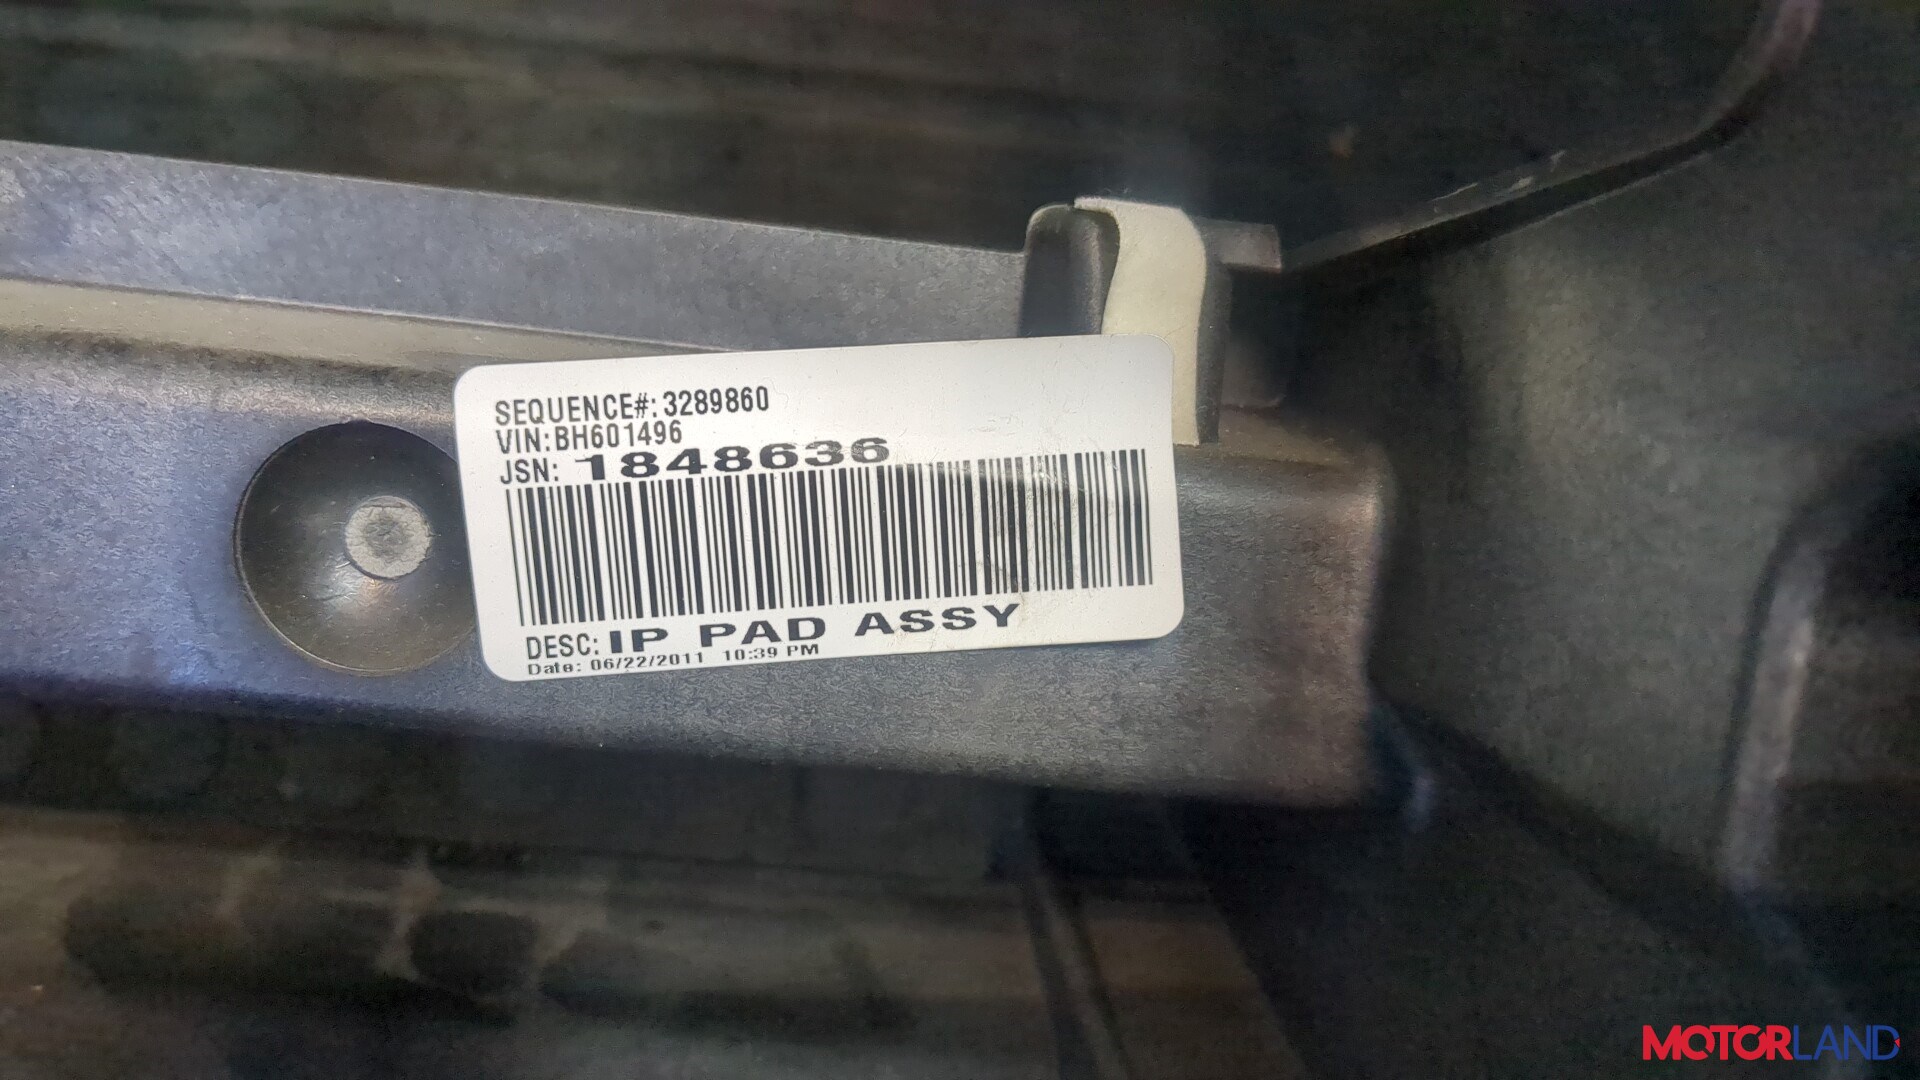 SEQUENCE#: 3289860
VIN: BH601496
JSN: 1848636
DESC: IP PAD ASSY
Date: 06/22/2011 10:39 PM
MOTORLAND